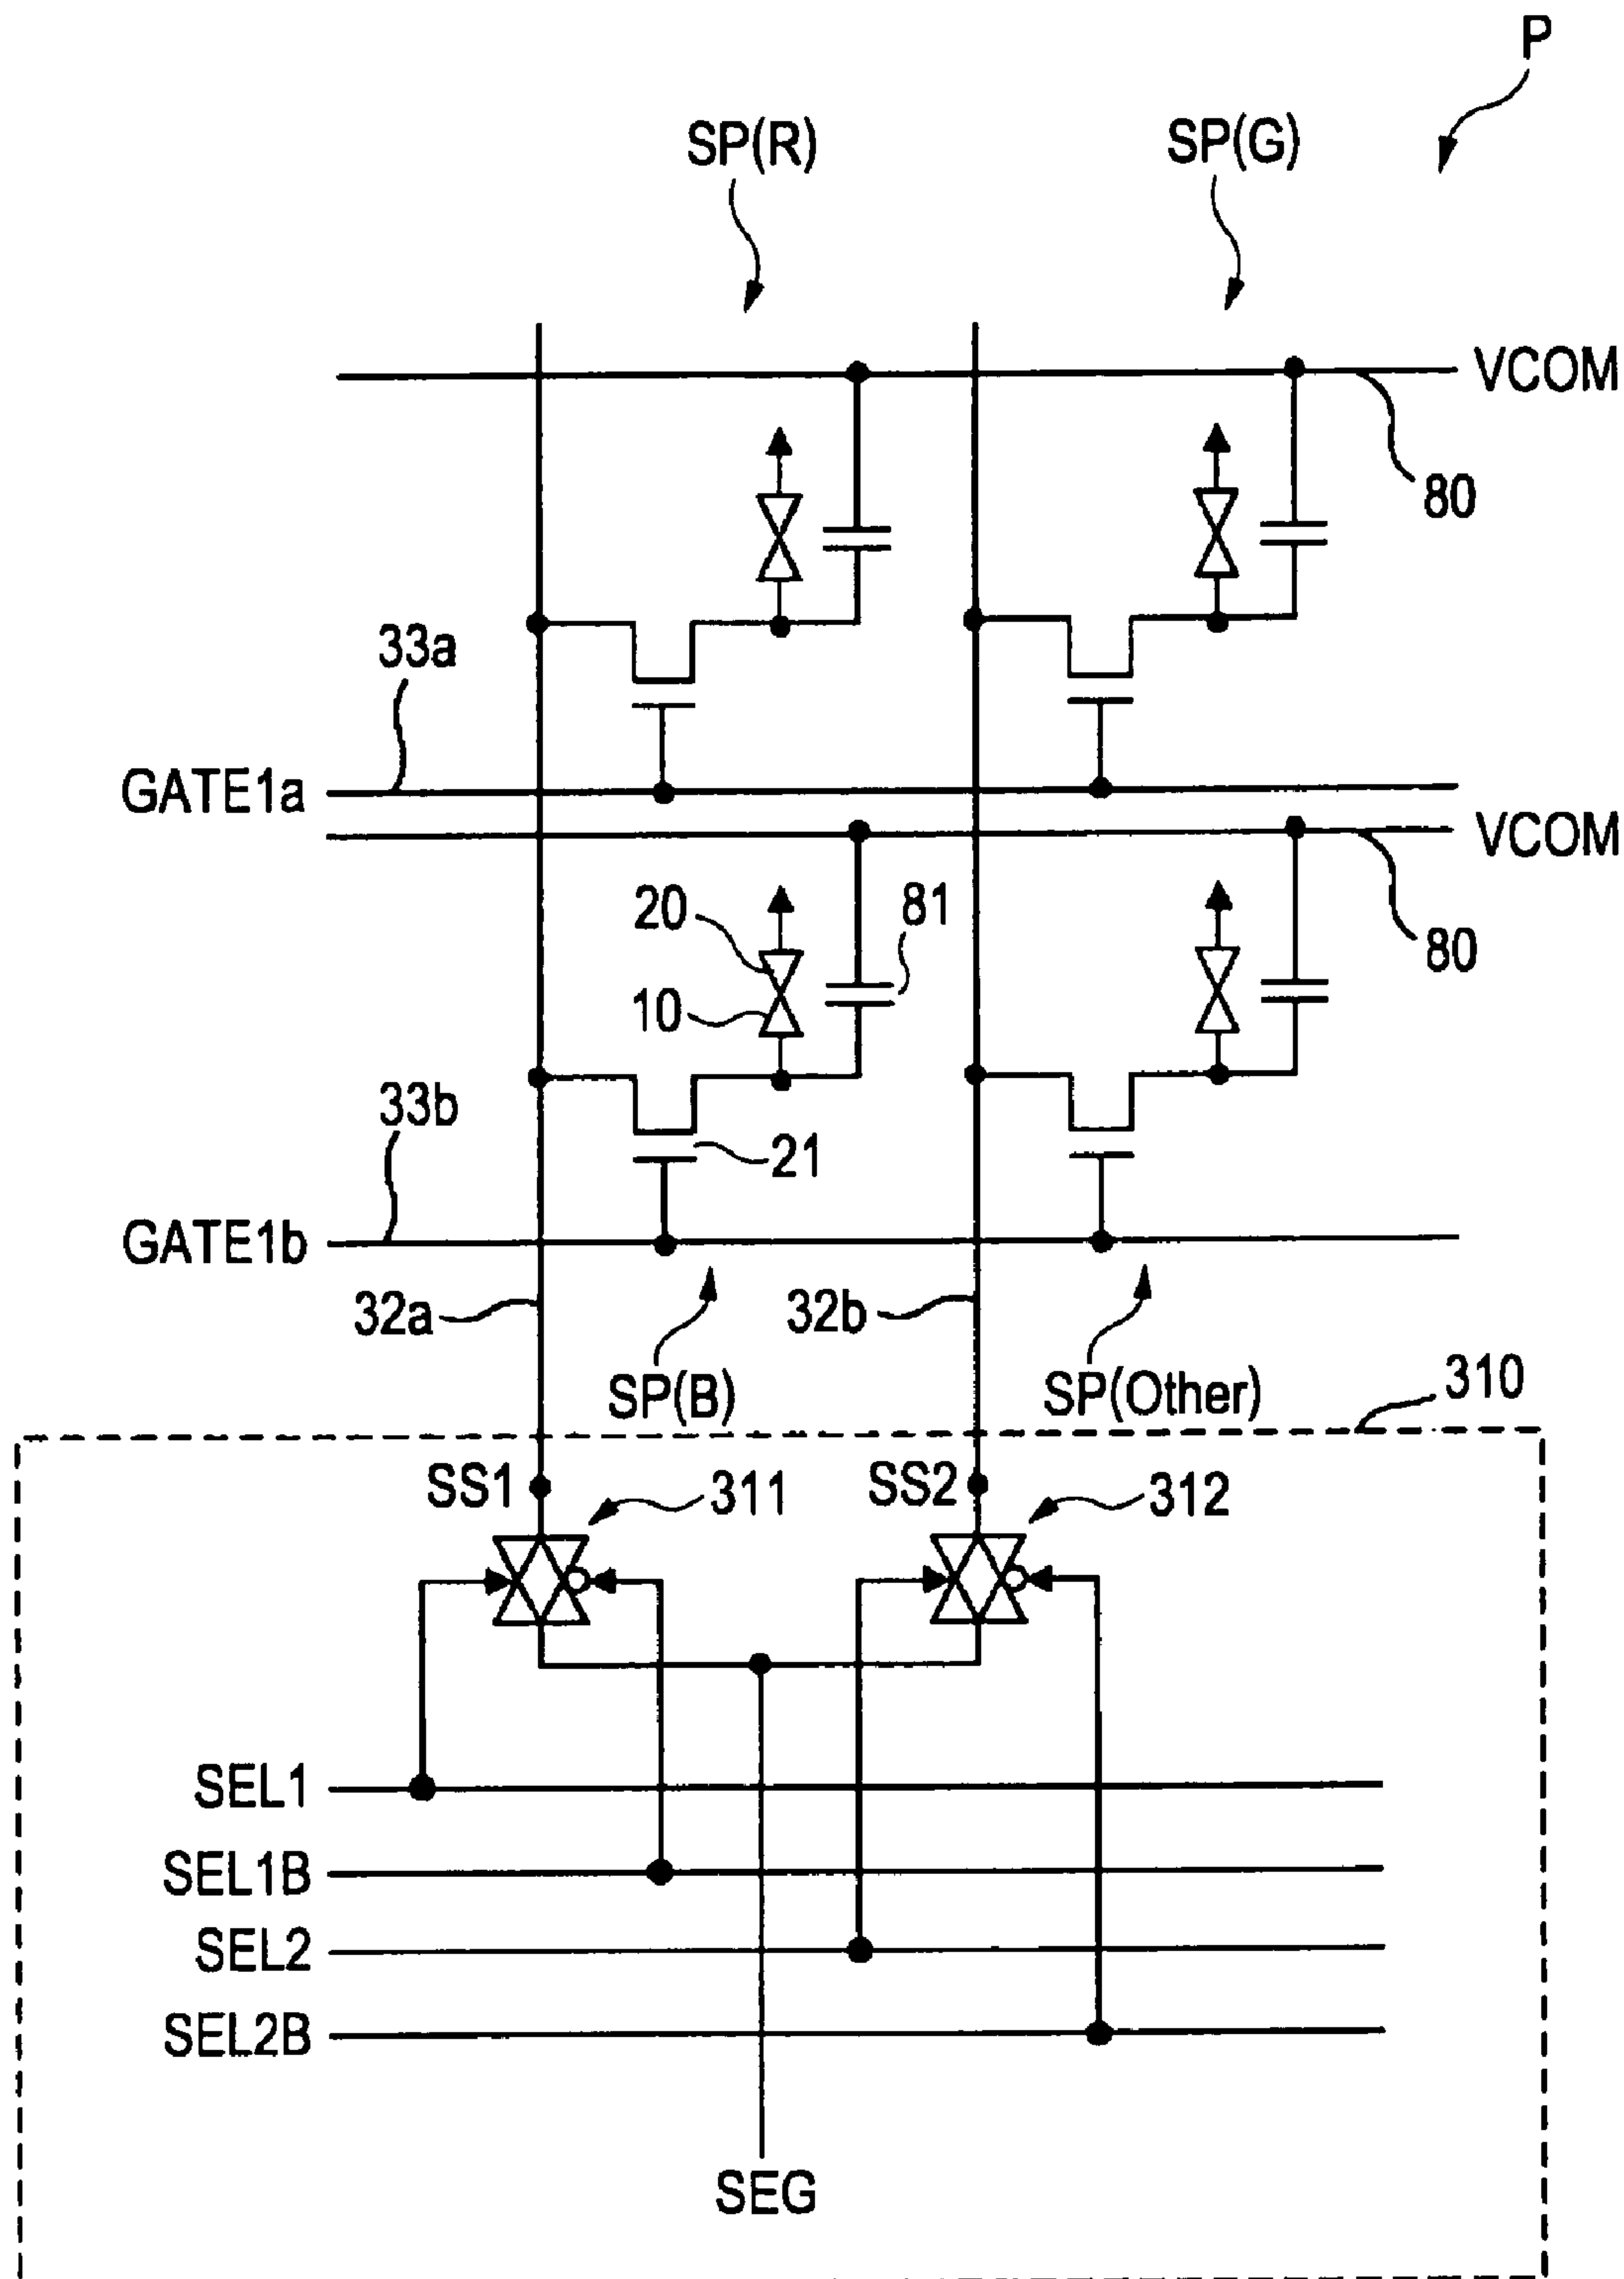 P
SP(R)
SP(G)
VCOM
80
33a
GATE1a
VCOM
20
81
80
10
33b
21
GATE1b
32a
32b
SP(B)
SP(Other)
310
SS1
311
SS2
312
SEL1
SEL1B
SEL2
SEL2B
SEG